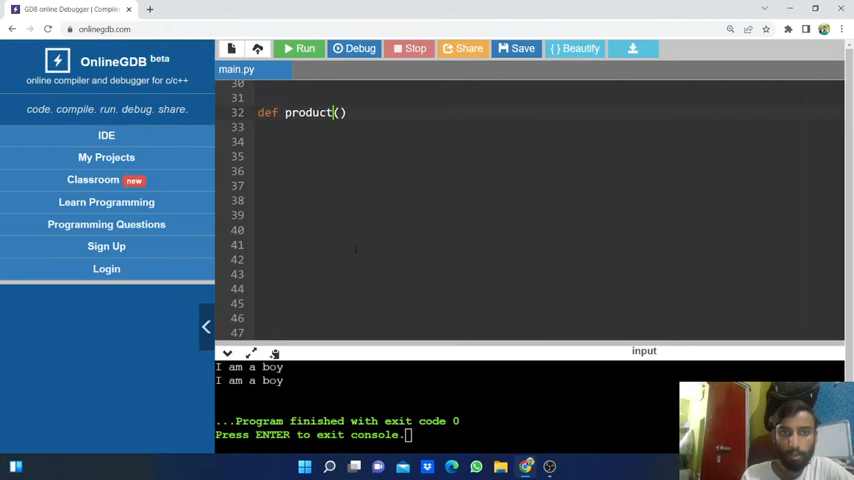 GDB online Debugger | Compiler
onlinegdb.com
OnlineGDB beta
online compiler and debugger for c/c++
code. compile. run. debug. share.
IDE
My Projects
Classroom new
Learn Programming
Programming Questions
Sign Up
Login
Run Debug Stop Share Save { } Beautify
main.py
30
31
32 def product()
33
34
35
36
37
38
39
40
41
42
43
44
45
46
47
input
I am a boy
I am a boy
...Program finished with exit code 0
Press ENTER to exit console.